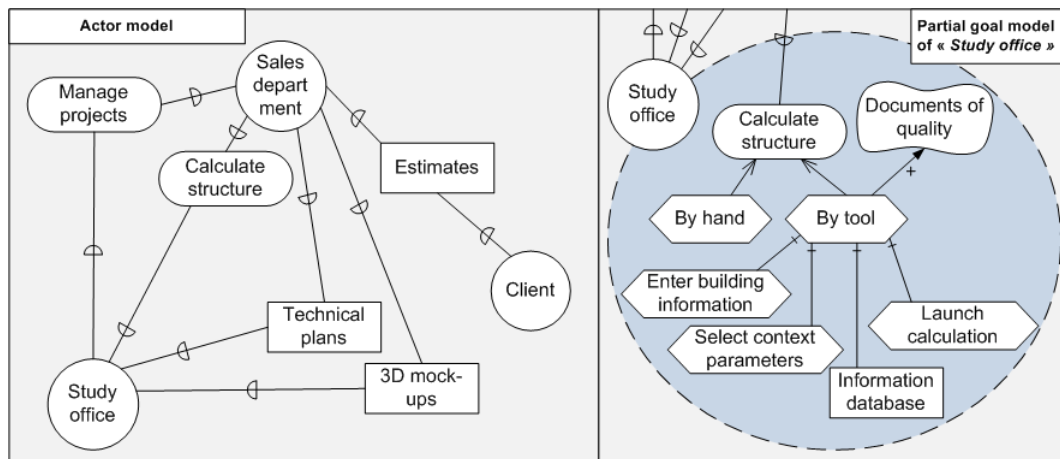 Actor model
Sales
depart
ment
Manage
projects
Calculate
structure
Estimates
Client
Technical
plans
3D mock-
ups
Study
office
Partial goal model
of « Study office »
Study
office
Documents of
quality
Calculate
structure
By hand
By tool
+
Enter building
information
Select context
parameters
Launch
calculation
Information
database